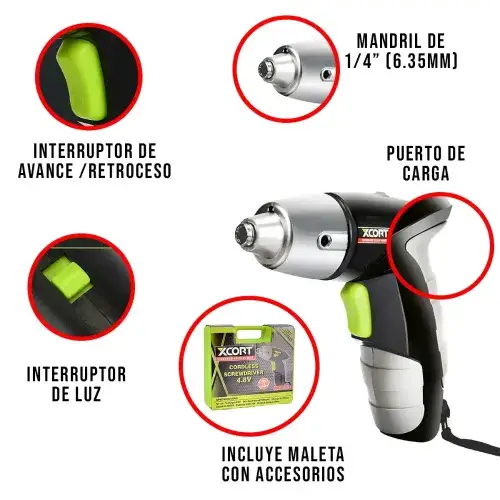 MANDRIL DE
1/4” (6.35MM)
INTERRUPTOR DE
AVANCE /RETROCESO
PUERTO DE
CARGA
XCORT
INTERRUPTOR
DE LUZ
XCORT
CORDLESS
SCREWDRIVER
4.8V
INCLUYE MALETA
CON ACCESORIOS